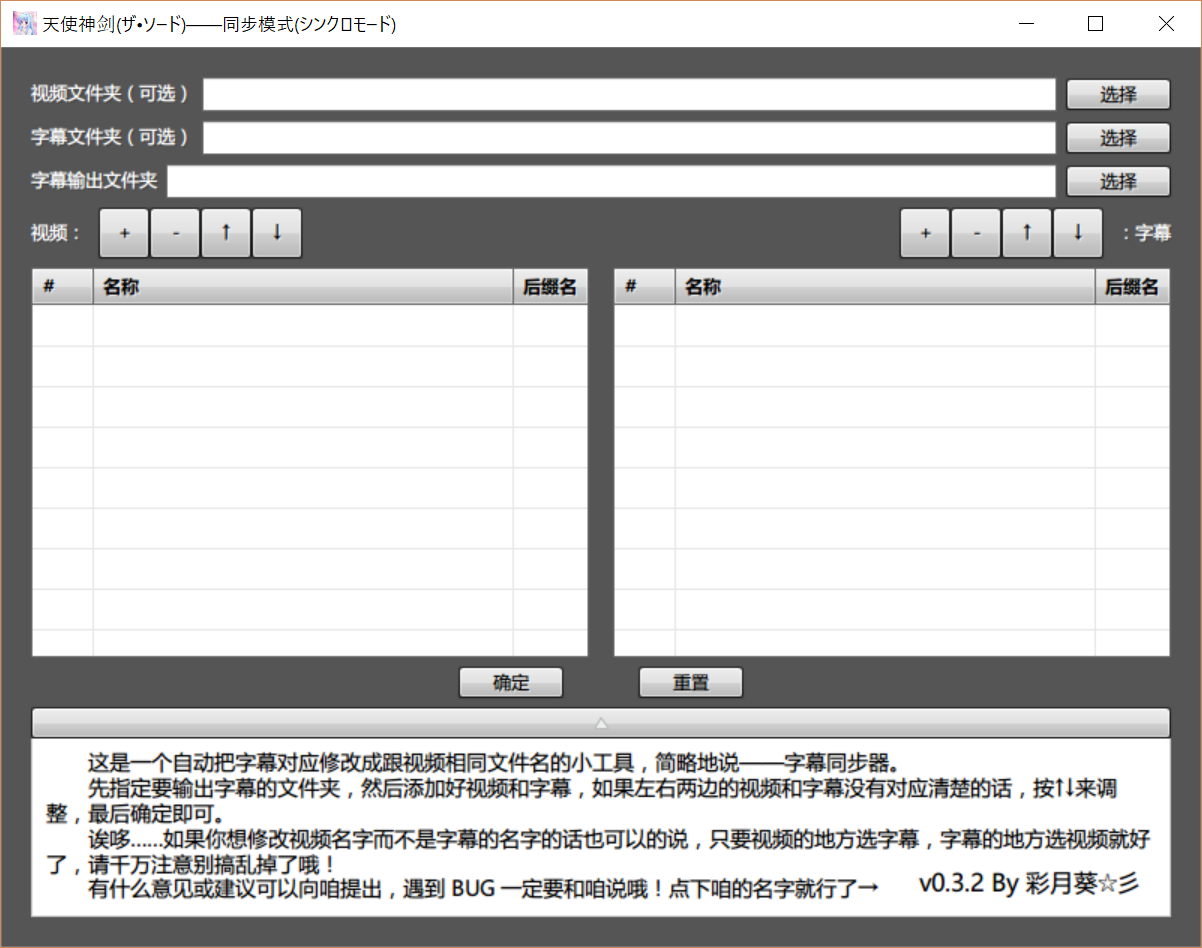 天使神剑(ザ•ソード)——同步模式(シンクロモード)
视频文件夹（可选） 选择
字幕文件夹（可选） 选择
字幕输出文件夹 选择
视频： + - ↑ ↓ + - ↑ ↓ ：字幕
# 名称 后缀名 # 名称 后缀名
确定 重置
这是一个自动把字幕对应修改成跟视频相同文件名的小工具，简略地说——字幕同步器。
先指定要输出字幕的文件夹，然后添加好视频和字幕，如果左右两边的视频和字幕没有对应清楚的话，按↑↓来调
整，最后确定即可。
诶哆......如果你想修改视频名字而不是字幕的名字的话也可以的说，只要视频的地方选字幕，字幕的地方选视频就好
了，请千万注意别搞乱掉了哦！
有什么意见或建议可以向咱提出，遇到 BUG 一定要和咱说哦！点下咱的名字就行了→ v0.3.2 By 彩月葵☆彡